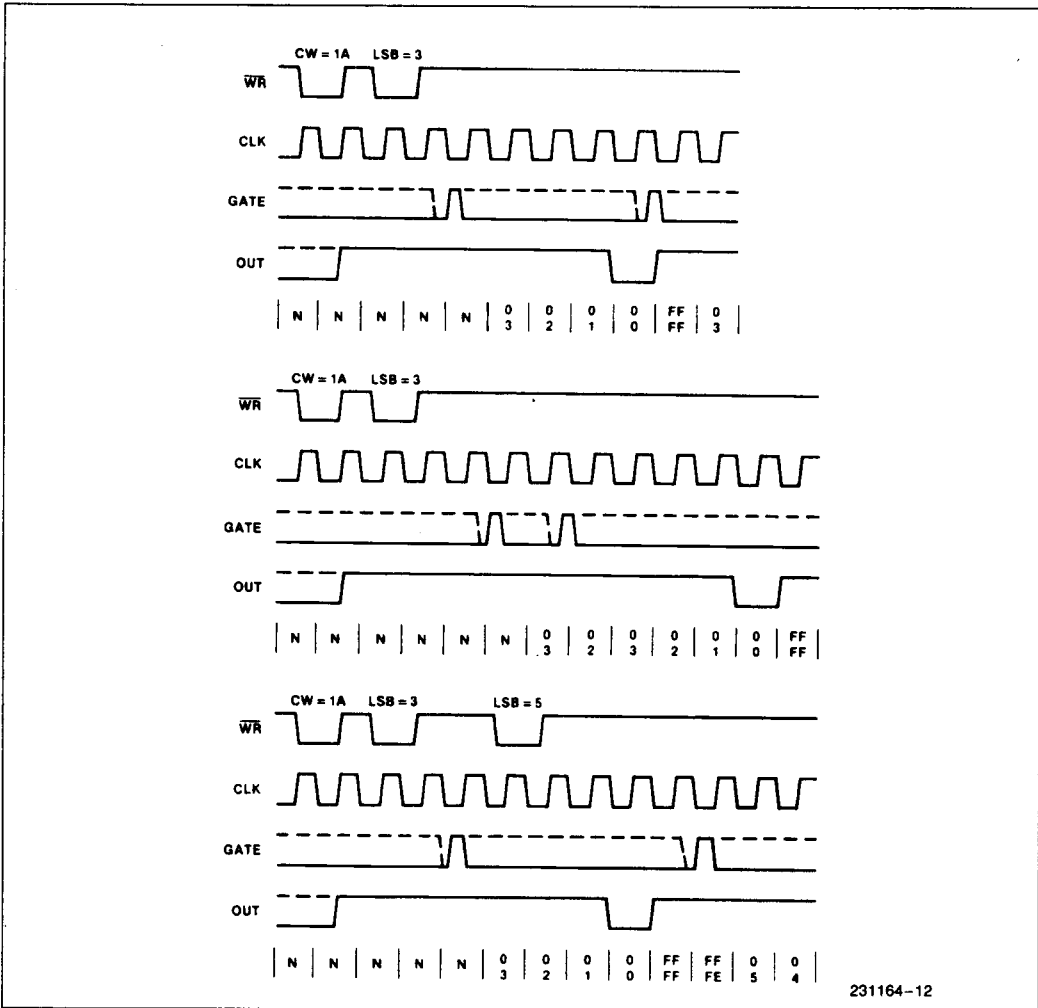 CW = 1A LSB = 3
WR
CLK
GATE
OUT
N N N N N 0 0 0 0 FF 0
3 2 1 0 FF 3
CW = 1A LSB = 3
WR
CLK
GATE
OUT
N N N N N N 0 0 0 0 0 0 FF
3 2 3 2 1 0 FF
CW = 1A LSB = 3 LSB = 5
WR
CLK
GATE
OUT
N N N N N 0 0 0 0 FF FF 0 0
3 2 1 0 FF FE 5 4
231164-12